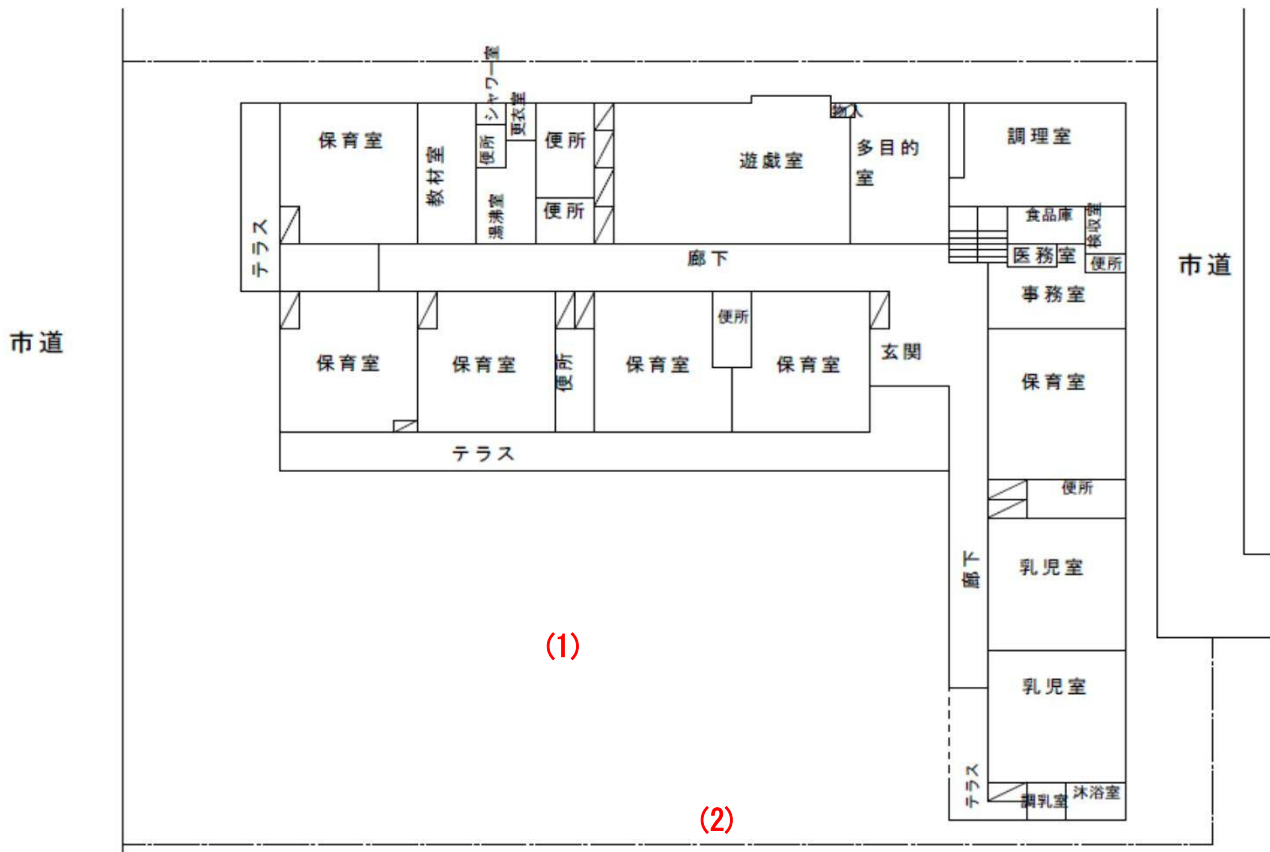 シャワー室
更衣室
物入
保育室
教材室
便所
便所
遊戯室
多目的
室
調理室
湯沸室
便所
食品庫
検収室
テラス
廊下
医務室
便所
市道
事務室
市道
便所
玄関
保育室
保育室
便所
保育室
保育室
保育室
テラス
便所
廊下
乳児室
(1)
乳児室
テラス
調乳室
沐浴室
(2)